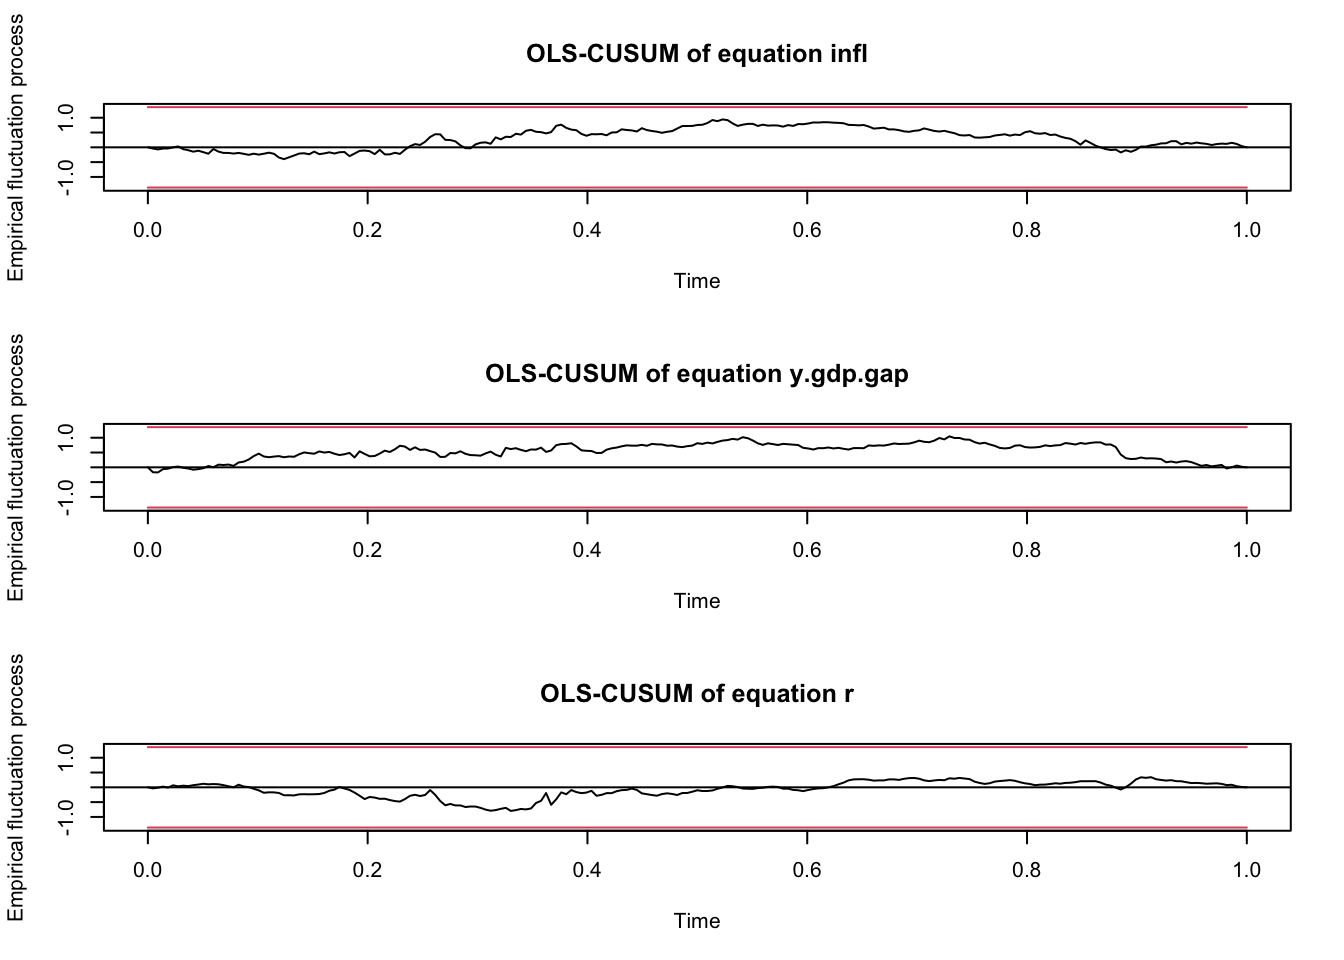 OLS-CUSUM of equation infl
Empirical fluctuation process
1.0
-1.0
0.0 0.2 0.4 0.6 0.8 1.0
Time
OLS-CUSUM of equation y.gdp.gap
Empirical fluctuation process
1.0
-1.0
0.0 0.2 0.4 0.6 0.8 1.0
Time
OLS-CUSUM of equation r
Empirical fluctuation process
1.0
-1.0
0.0 0.2 0.4 0.6 0.8 1.0
Time